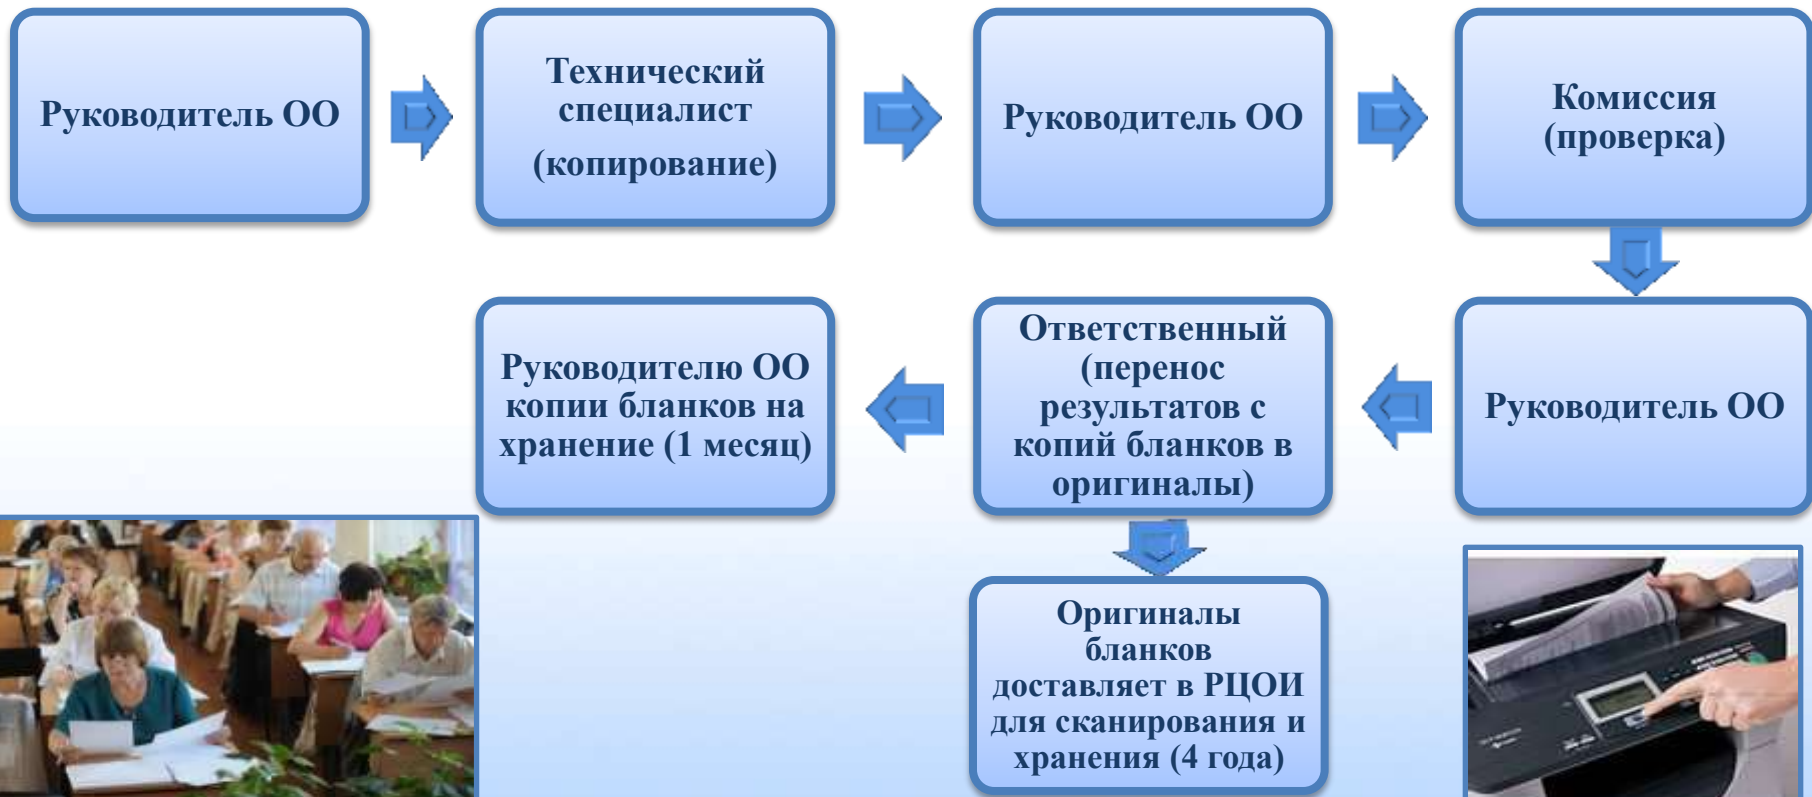 Руководитель ОО
Технический
специалист
(копирование)
Руководитель ОО
Комиссия
(проверка)
Руководитель ОО
Ответственный
(перенос
результатов с
копий бланков в
оригиналы)
Руководителю ОО
копии бланков на
хранение (1 месяц)
Оригиналы
бланков
доставляет в РЦОИ
для сканирования и
хранения (4 года)